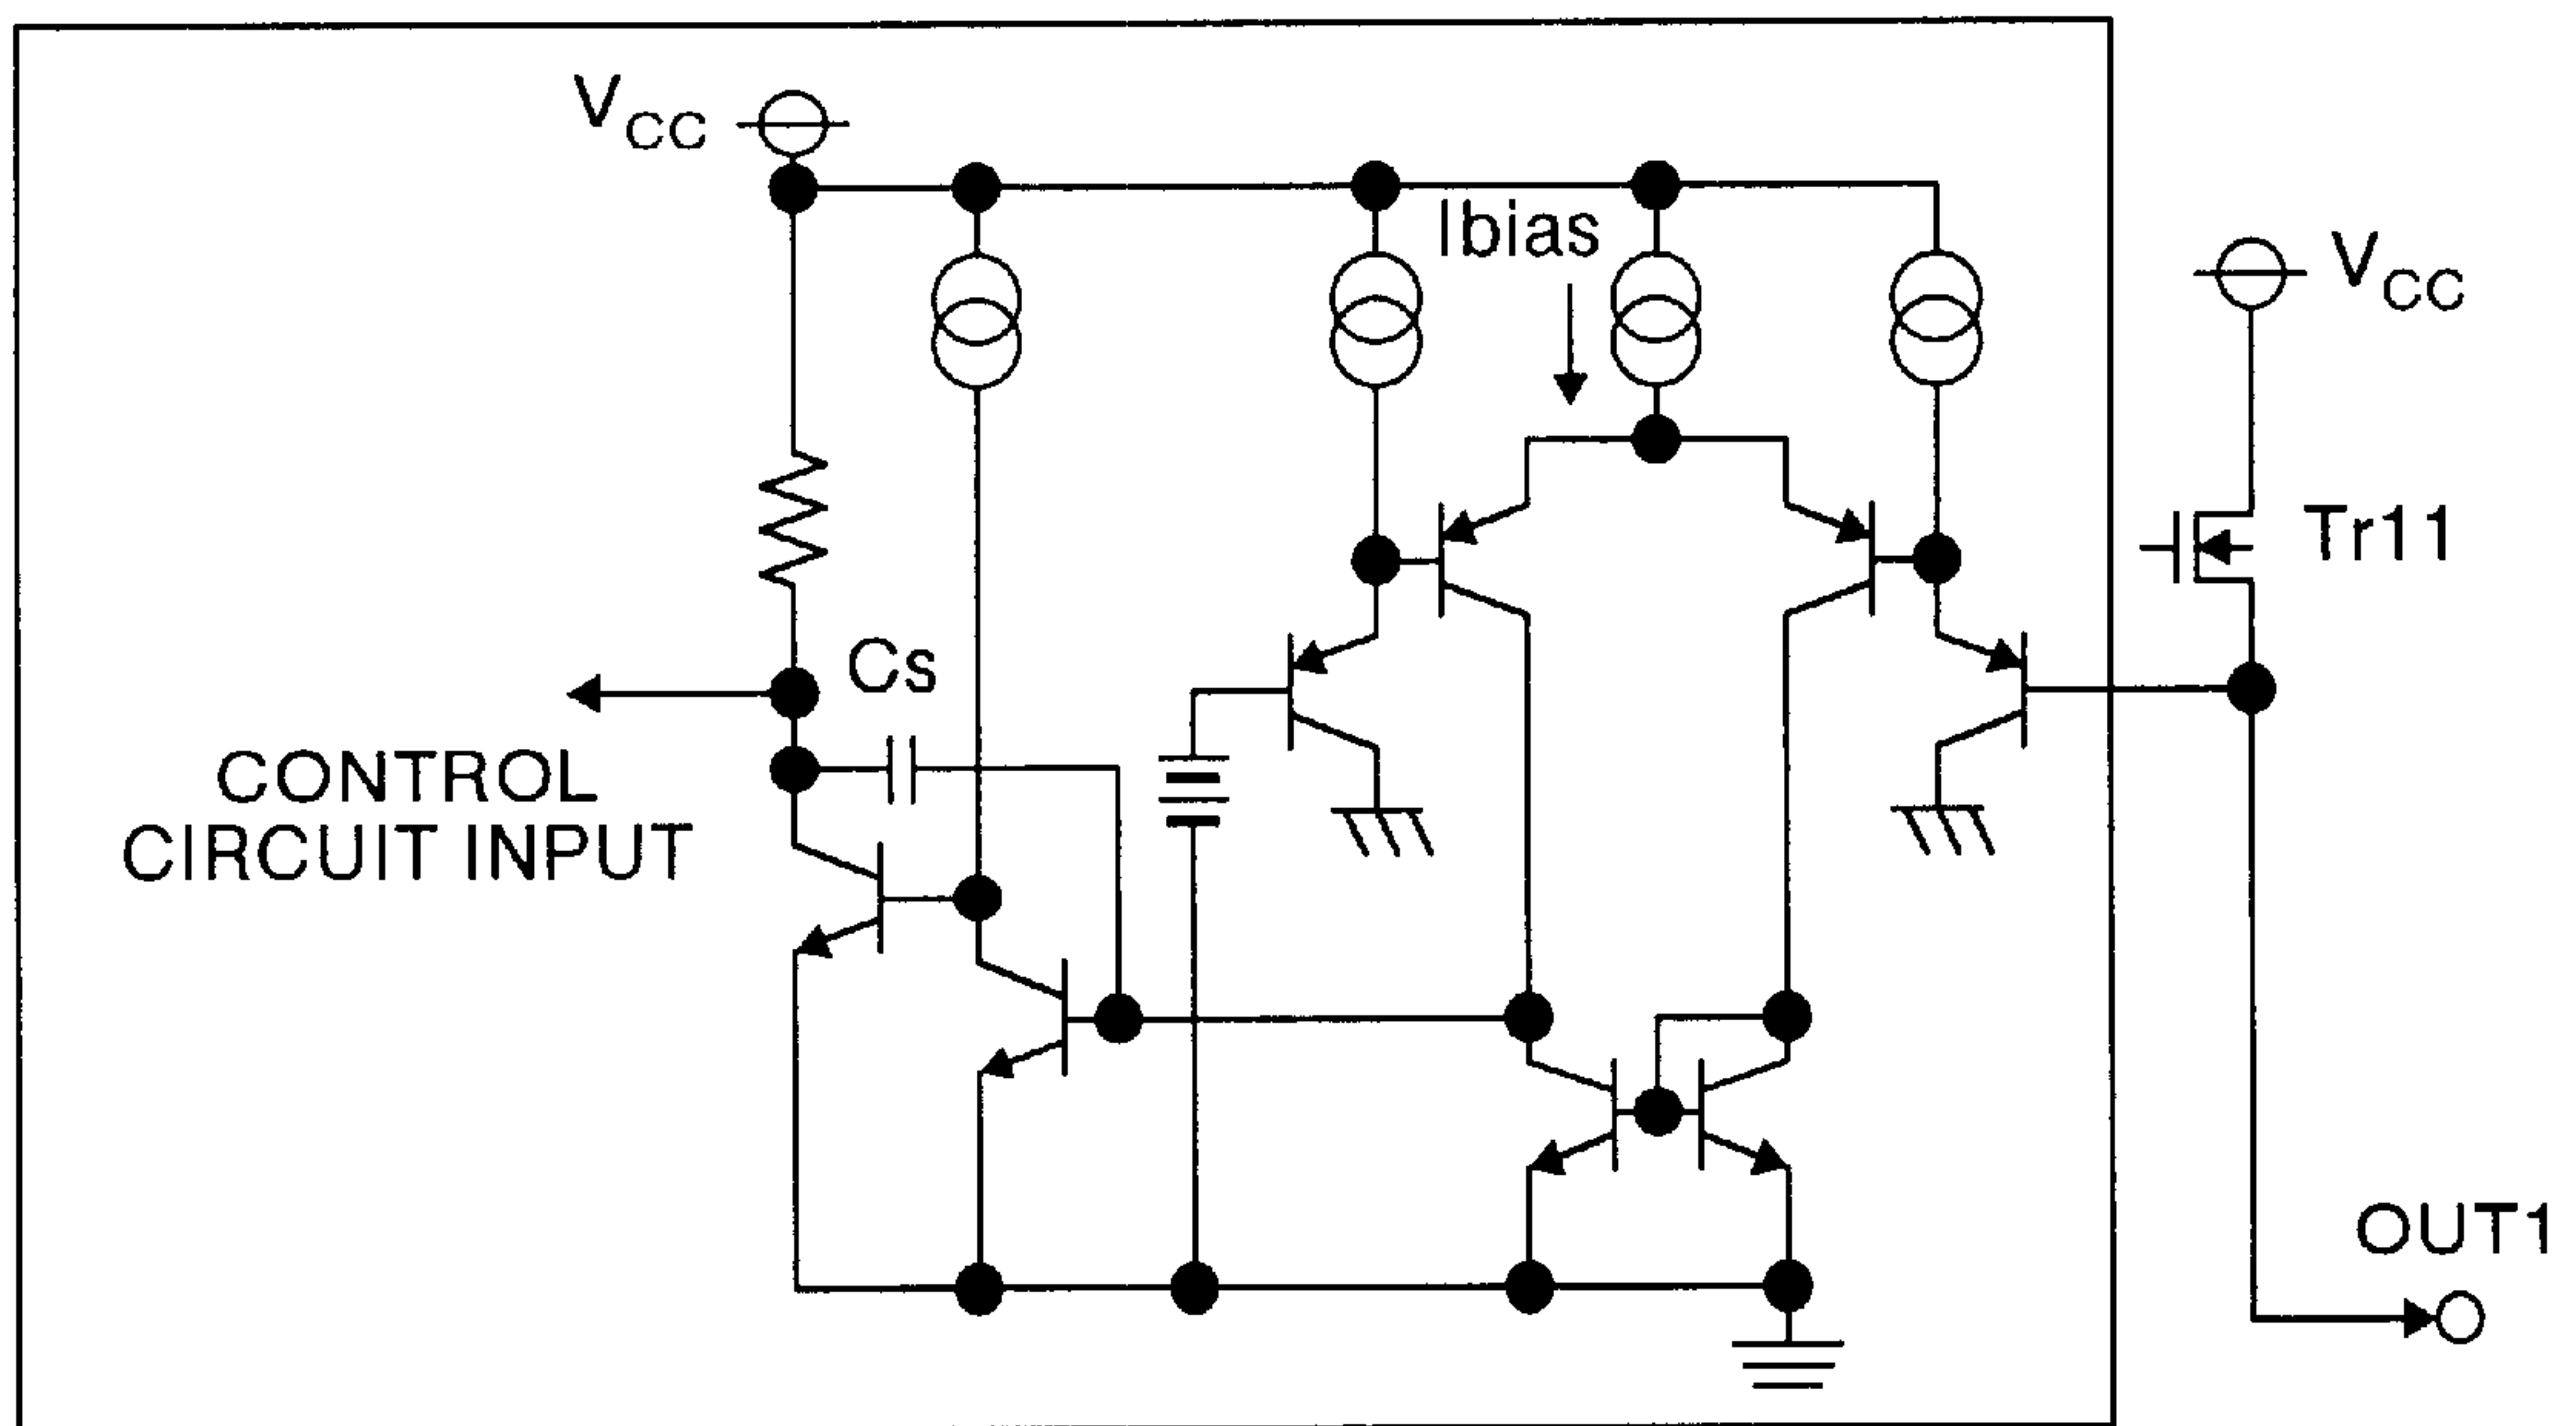 VCC
Ibias
VCC
Tr11
Cs
CONTROL
CIRCUIT INPUT
OUT1